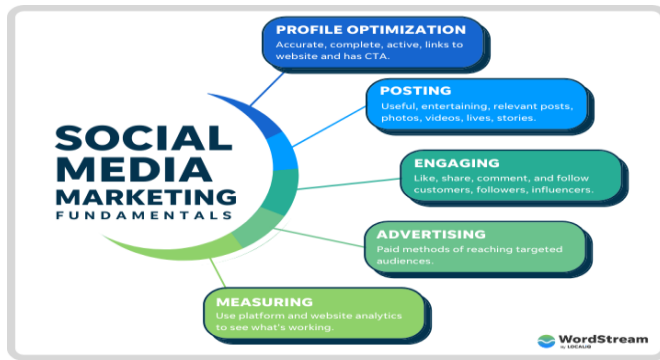 SOCIAL
MEDIA
MARKETING
FUNDAMENTALS
PROFILE OPTIMIZATION
Accurate, complete, active, links to
website and has CTA.
POSTING
Useful, entertaining, relevant posts,
photos, videos, lives, stories.
ENGAGING
Like, share, comment, and follow
customers, followers, influencers.
ADVERTISING
Paid methods of reaching targeted
audiences.
MEASURING
Use platform and website analytics
to see what's working.
WordStream
by LOCALiQ